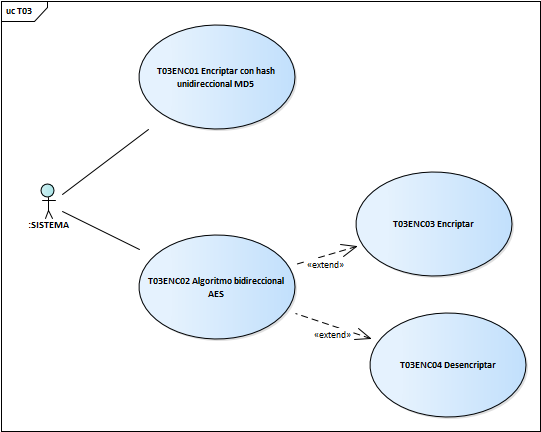 uc T03
T03ENC01 Encriptar con hash
unidireccional MD5
:SISTEMA
T03ENC02 Algoritmo bidireccional
AES
«extend»
T03ENC03 Encriptar
«extend»
T03ENC04 Desencriptar